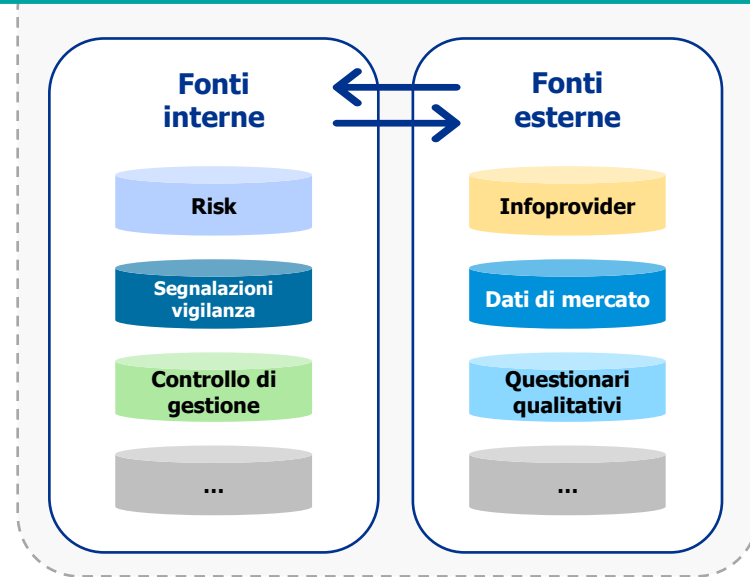 Fonti
interne
Risk
Segnalazioni
vigilanza
Controllo di
gestione
...
Fonti
esterne
Infoprovider
Dati di mercato
Questionari
qualitativi
...